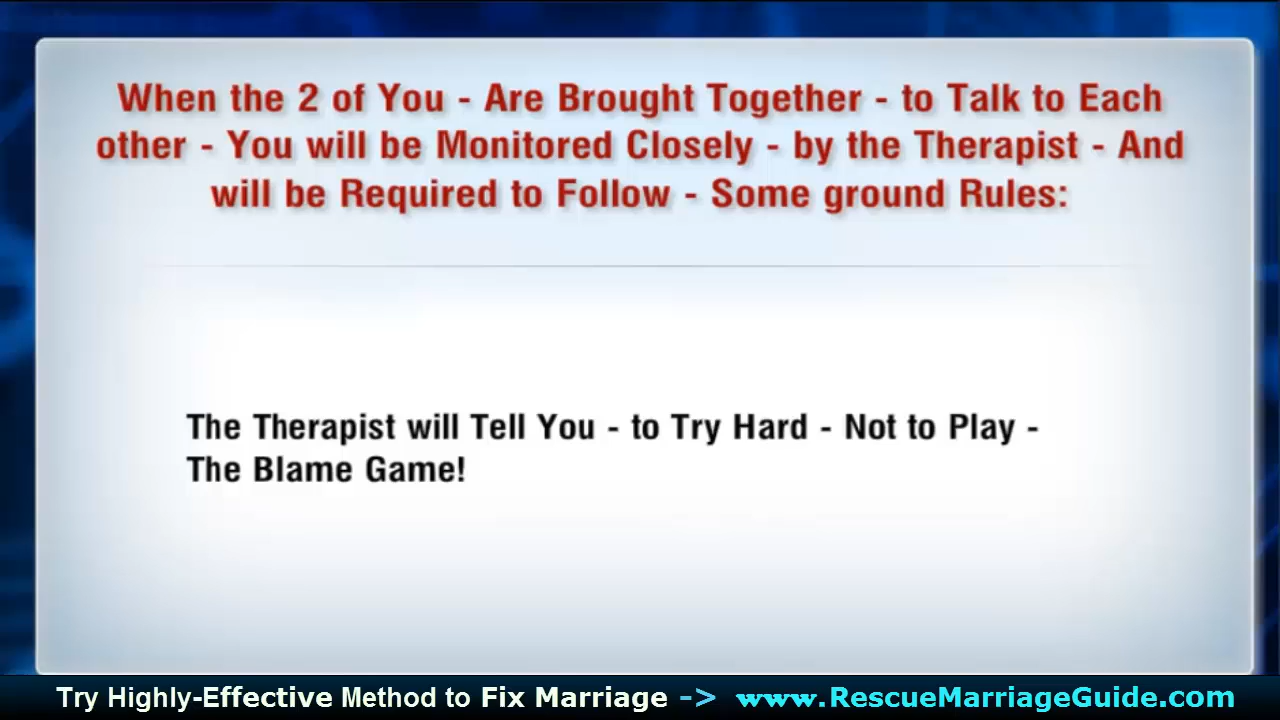 When the 2 of You - Are Brought Together - to Talk to Each
other - You will be Monitored Closely - by the Therapist - And
will be Required to Follow - Some ground Rules:
The Therapist will Tell You - to Try Hard - Not to Play -
The Blame Game!
Try Highly-Effective Method to Fix Marriage -> www.RescueMarriageGuide.com